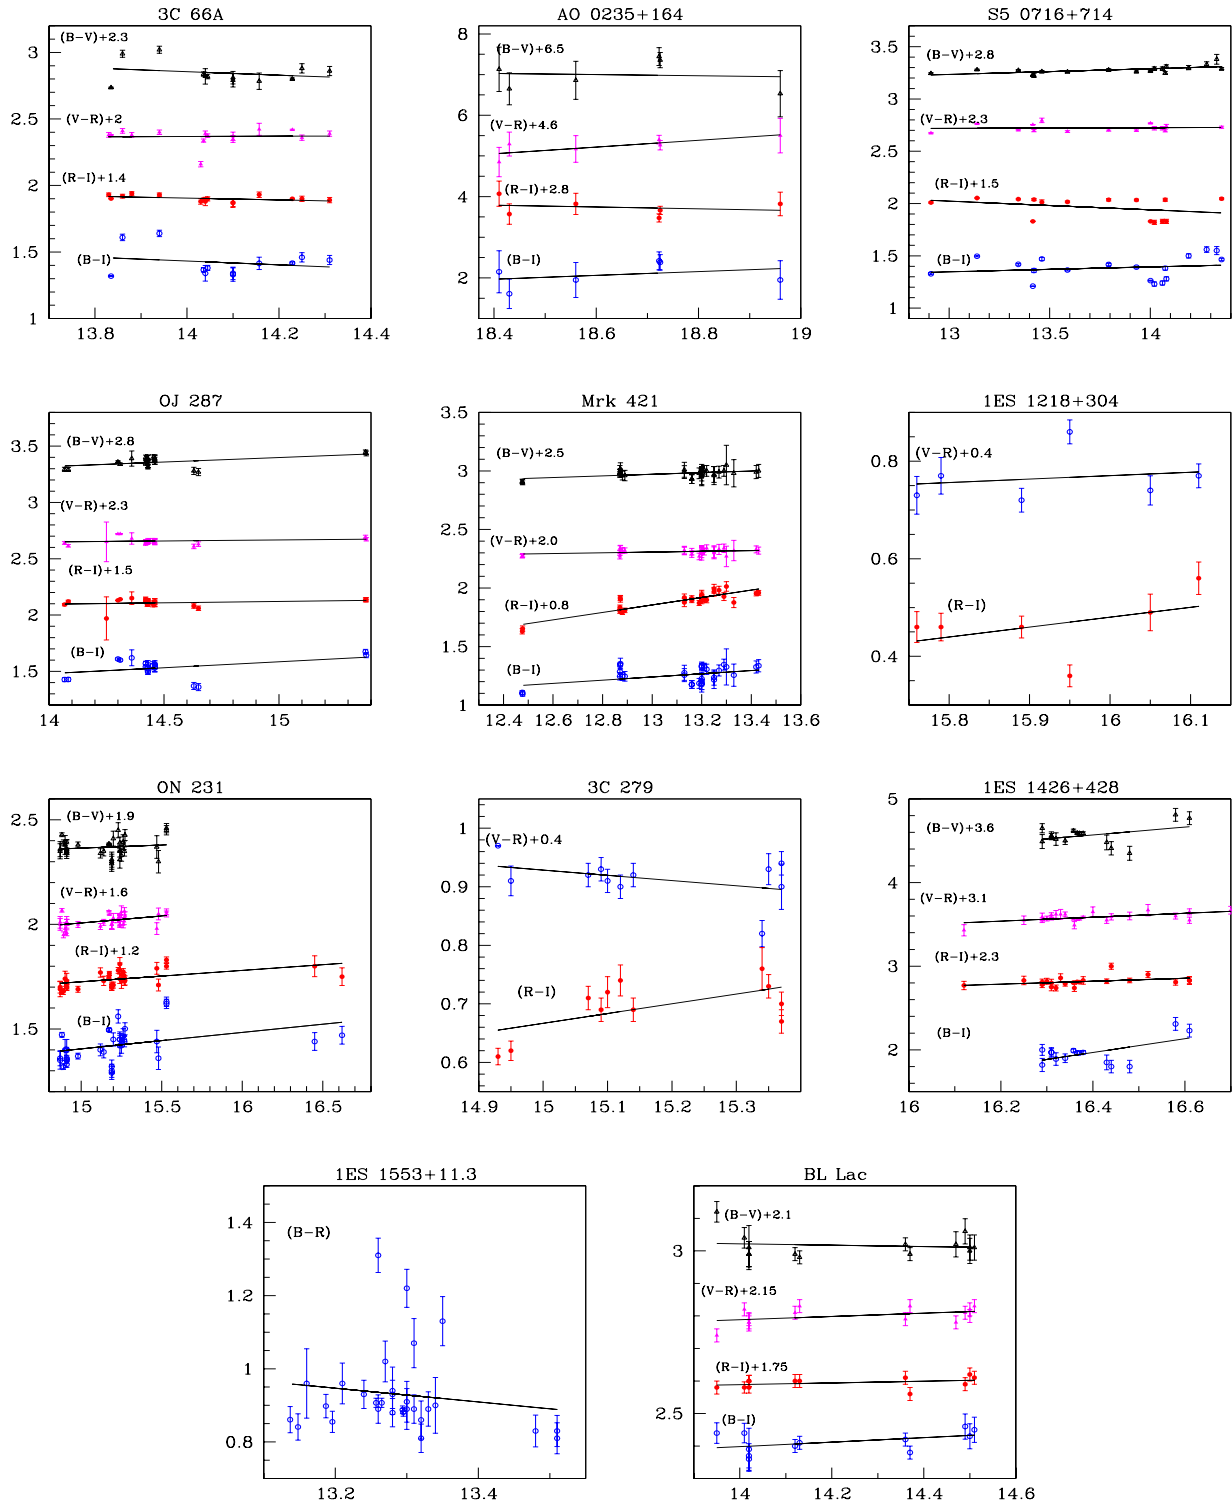 3C 66A
(B−V)+2.3
(V−R)+2
(R−I)+1.4
(B−I)
3
2.5
2
1.5
1
13.8 14 14.2 14.4
AO 0235+164
(B−V)+6.5
(V−R)+4.6
(R−I)+2.8
(B−I)
8
6
4
2
18.4 18.6 18.8 19
S5 0716+714
(B−V)+2.8
(V−R)+2.3
(R−I)+1.5
(B−I)
3.5
3
2.5
2
1.5
1
13 13.5 14
OJ 287
(B−V)+2.8
(V−R)+2.3
(R−I)+1.5
(B−I)
3.5
3
2.5
2
1.5
14 14.5 15
Mrk 421
(B−V)+2.5
(V−R)+2.0
(R−I)+0.8
(B−I)
3.5
3
2.5
2
1.5
1
12.4 12.6 12.8 13 13.2 13.4 13.6
1ES 1218+304
(V−R)+0.4
(R−I)
0.8
0.6
0.4
15.8 15.9 16 16.1
ON 231
(B−V)+1.9
(V−R)+1.6
(R−I)+1.2
(B−I)
2.5
2
1.5
15 15.5 16 16.5
3C 279
(V−R)+0.4
(R−I)
1
0.9
0.8
0.7
0.6
14.9 15 15.1 15.2 15.3
1ES 1426+428
(B−V)+3.6
(V−R)+3.1
(R−I)+2.3
(B−I)
5
4
3
2
16 16.2 16.4 16.6
1ES 1553+11.3
(B−R)
1.4
1.2
1
0.8
13.2 13.4
BL Lac
(B−V)+2.1
(V−R)+2.15
(R−I)+1.75
(B−I)
3
2.5
14 14.2 14.4 14.6